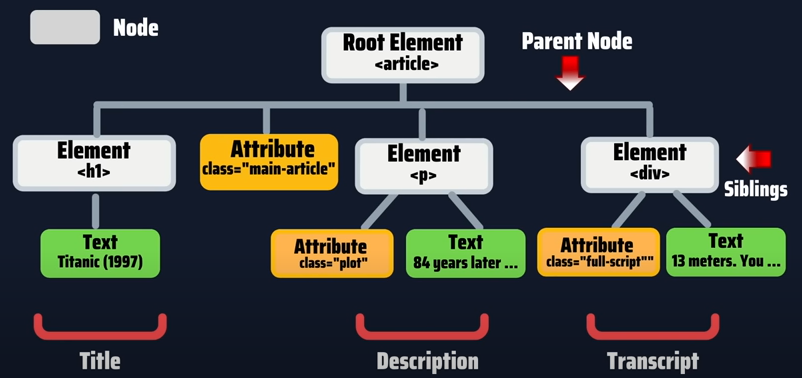 Node
Root Element
<article>
Parent Node
Element
<h1>
Attribute
class="main-article"
Element
<p>
Element
<div>
Siblings
Text
Titanic (1997)
Attribute
class="plot"
Text
84 years later ...
Attribute
class="full-script""
Text
13 meters. You ...
Title
Description
Transcript